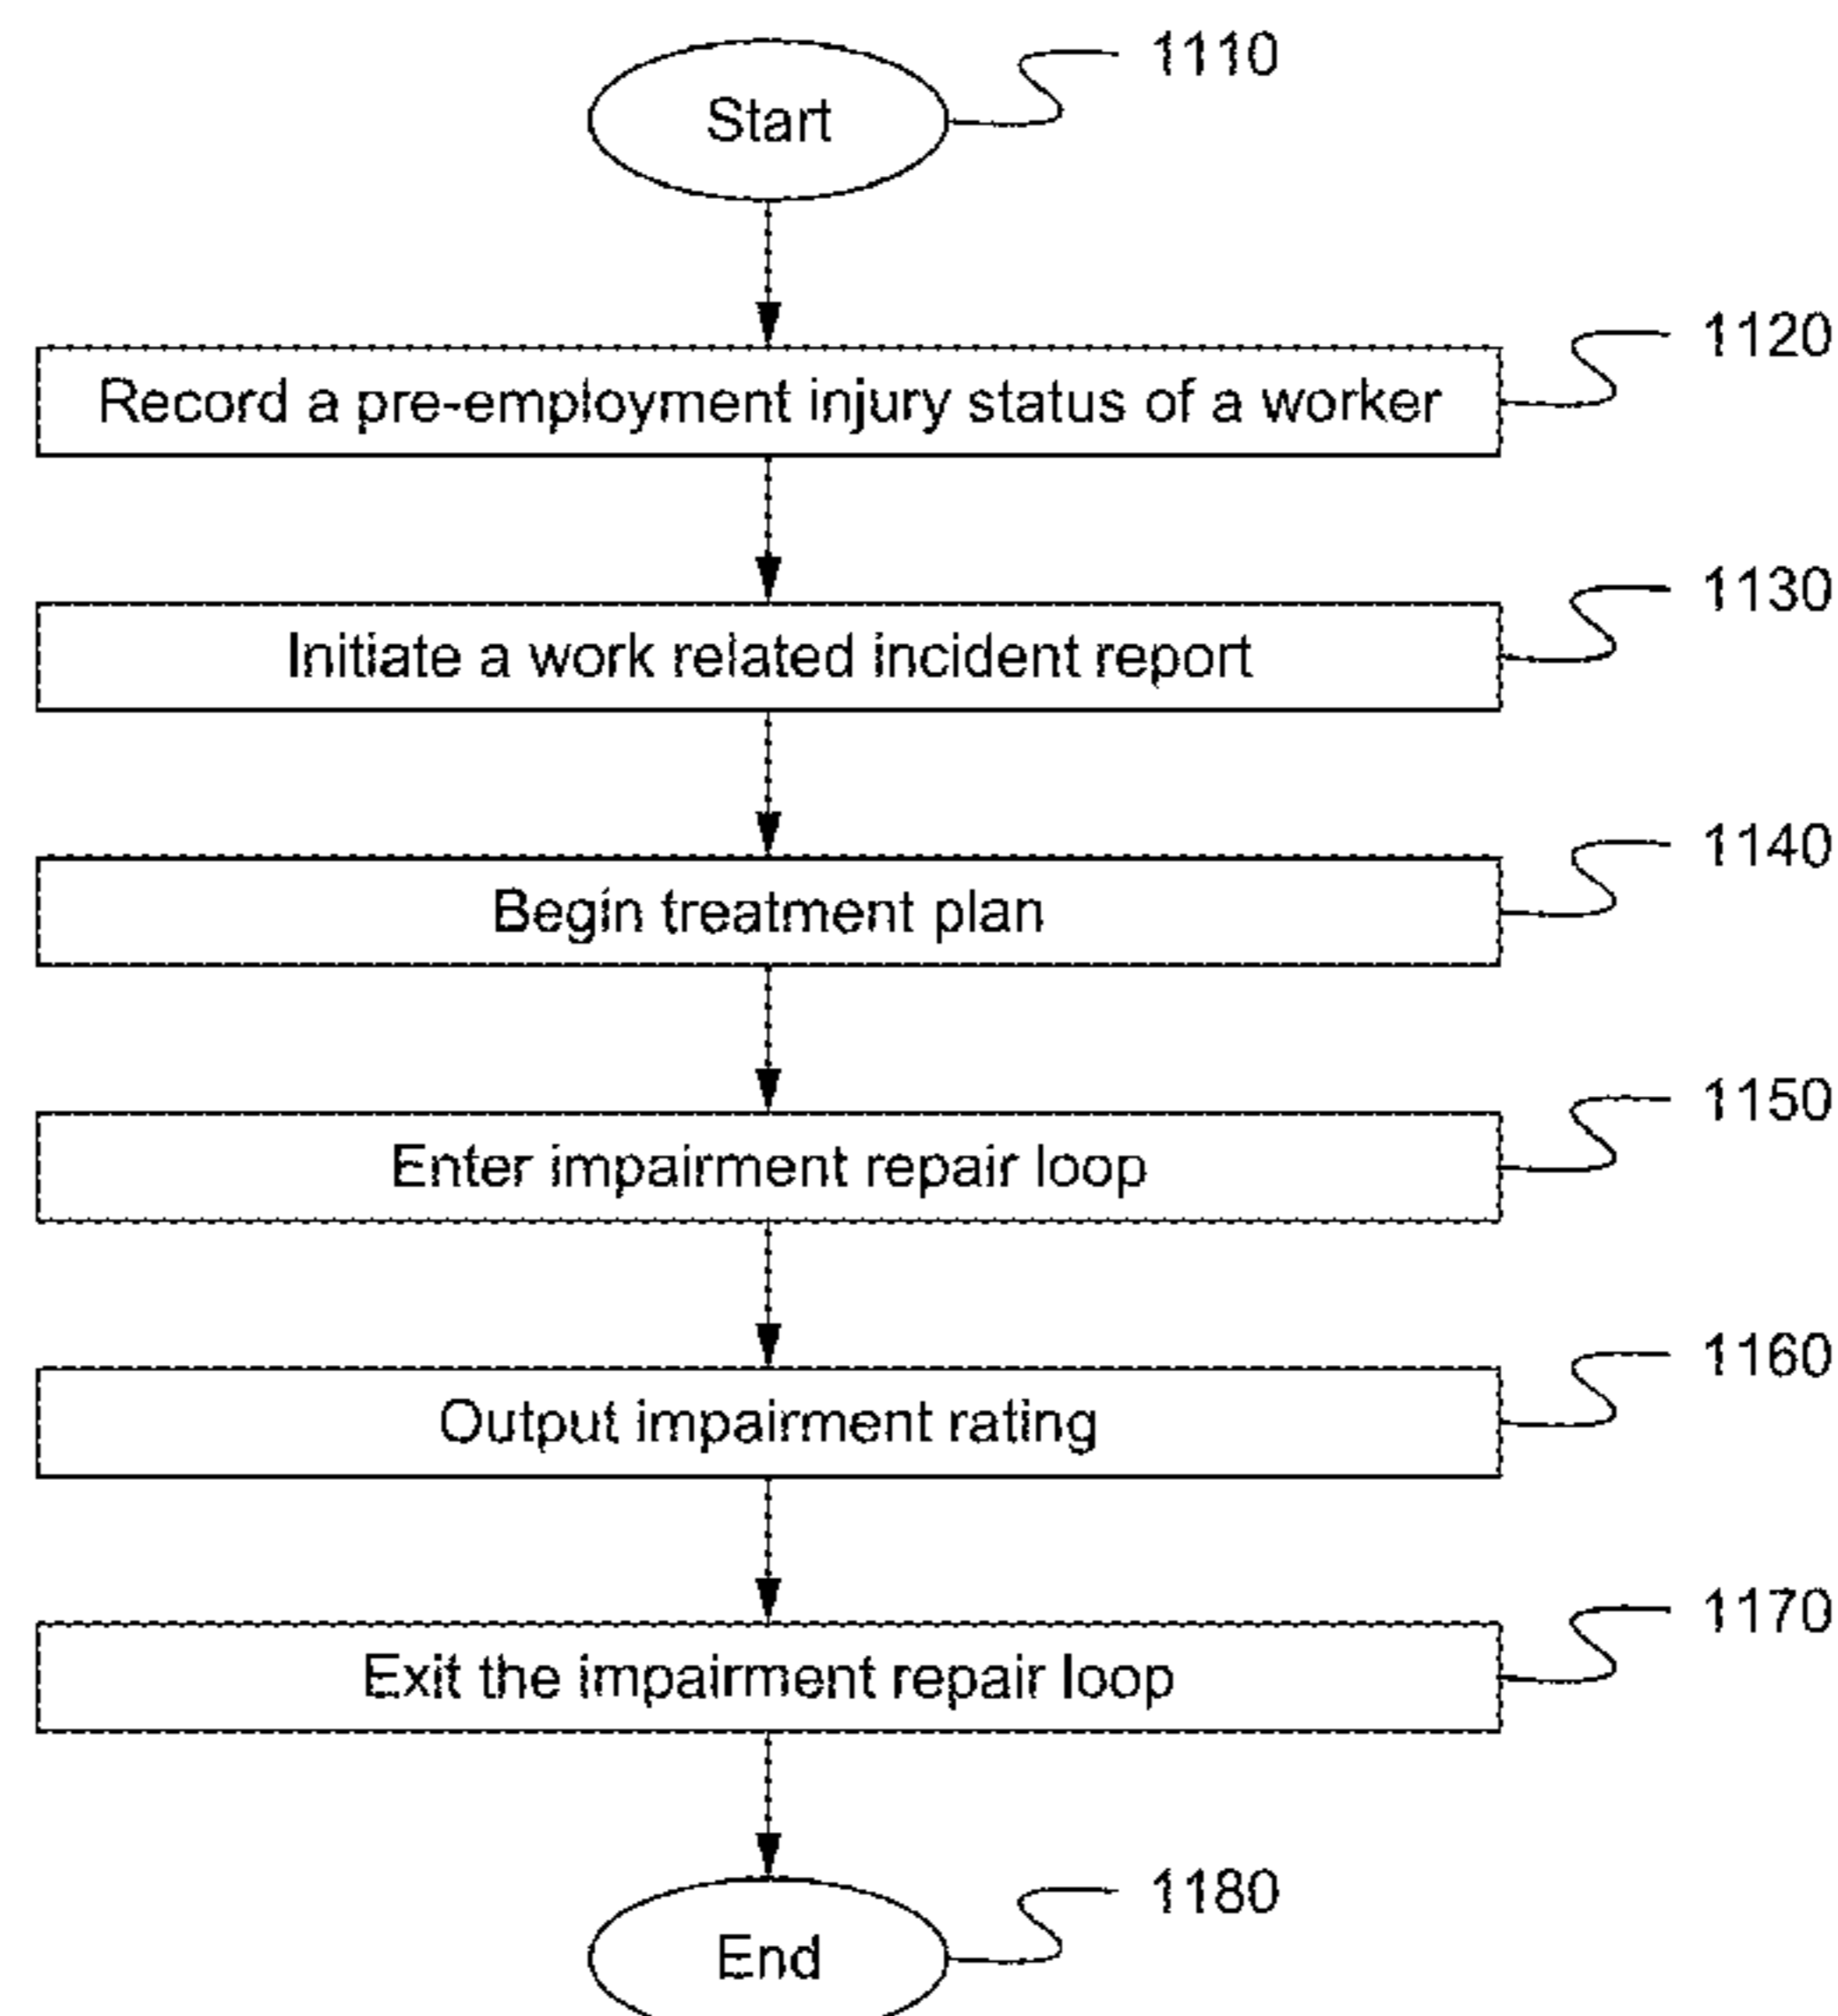 Start
1110
Record a pre-employment injury status of a worker
1120
Initiate a work related incident report
1130
Begin treatment plan
1140
Enter impairment repair loop
1150
Output impairment rating
1160
Exit the impairment repair loop
1170
End
1180